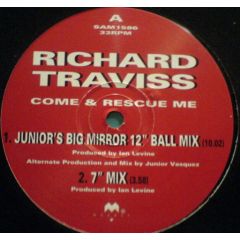 A
SAM1586
33RPM
RICHARD
TRAVISS
COME & RESCUE ME
1. JUNIOR'S BIG MIRROR 12" BALL MIX (10.02)
Produced by Ian Levine
Alternate Production and Mix by Junior Vasquez
2. 7" MIX (3.58)
Produced by Ian Levine